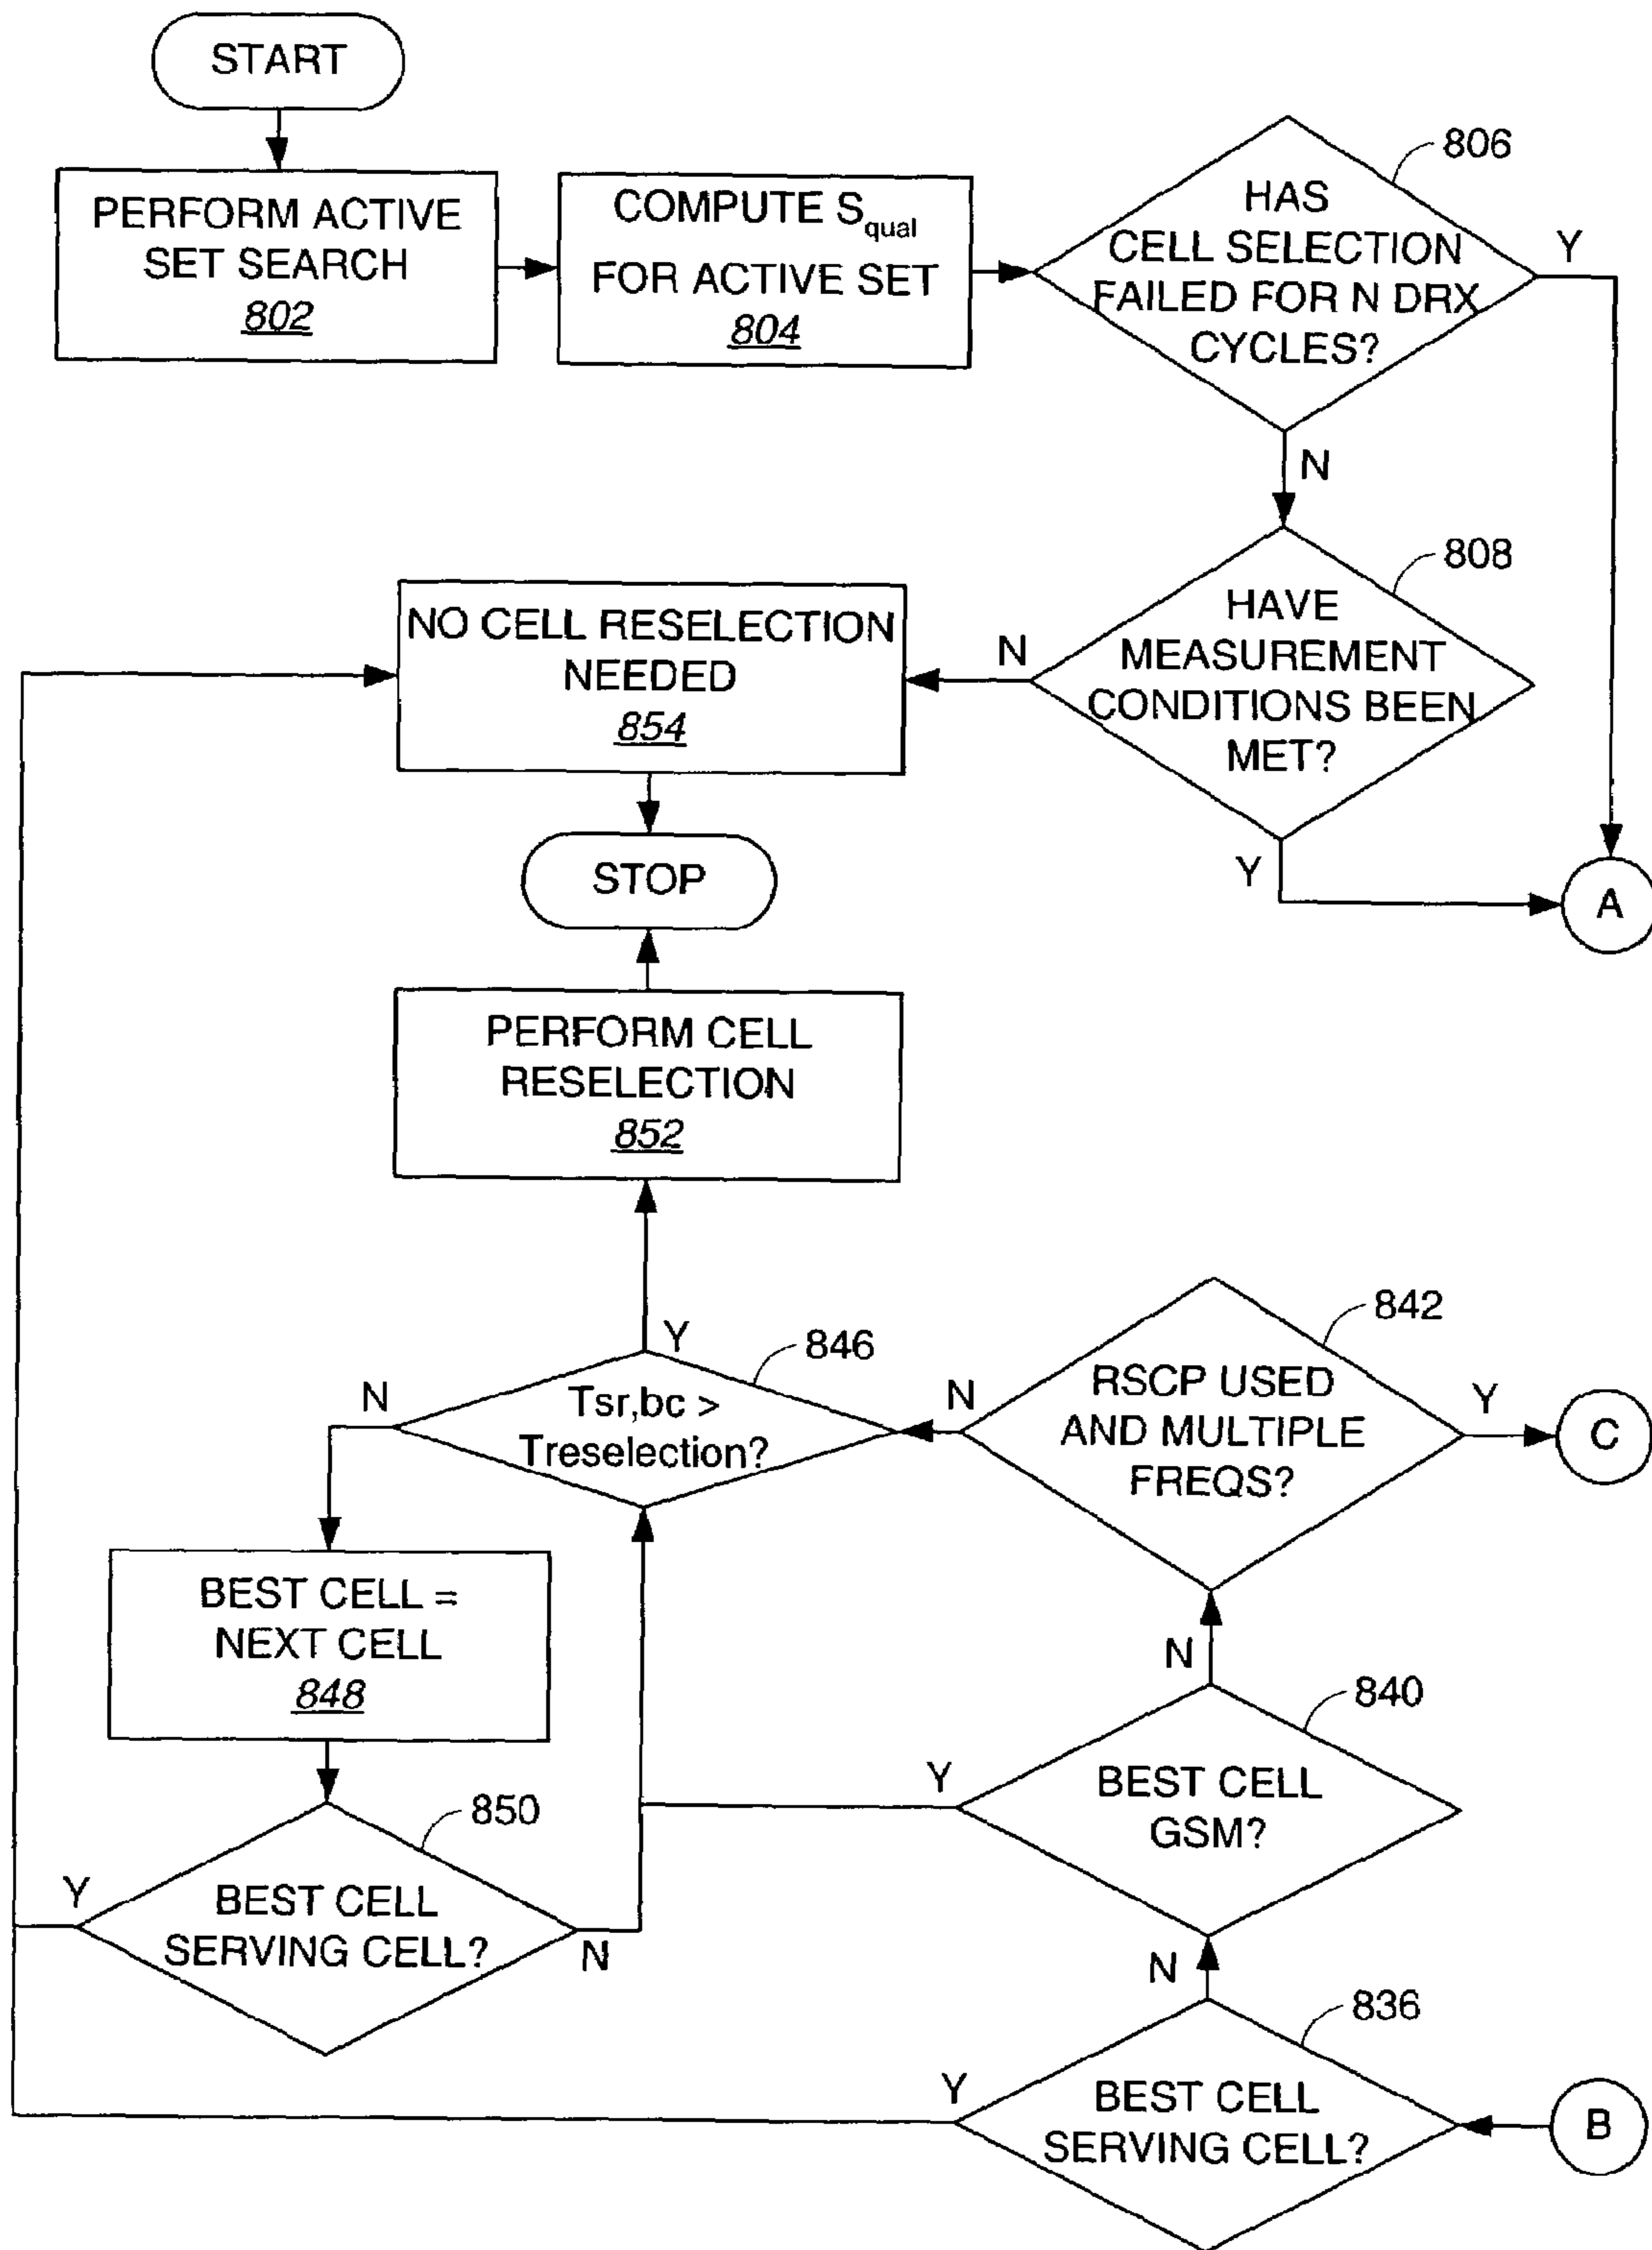 START
PERFORM ACTIVE
SET SEARCH
802
COMPUTE Squal
FOR ACTIVE SET
804
806
HAS
CELL SELECTION
FAILED FOR N DRX
CYCLES?
Y
N
808
HAVE
MEASUREMENT
CONDITIONS BEEN
MET?
N
Y
A
NO CELL RESELECTION
NEEDED
854
STOP
PERFORM CELL
RESELECTION
852
Y
846
Tsr,bc >
Treselection?
N
842
RSCP USED
AND MULTIPLE
FREQS?
N
Y
C
BEST CELL =
NEXT CELL
848
N
840
BEST CELL
GSM?
Y
850
BEST CELL
SERVING CELL?
Y
N
N
836
BEST CELL
SERVING CELL?
Y
B